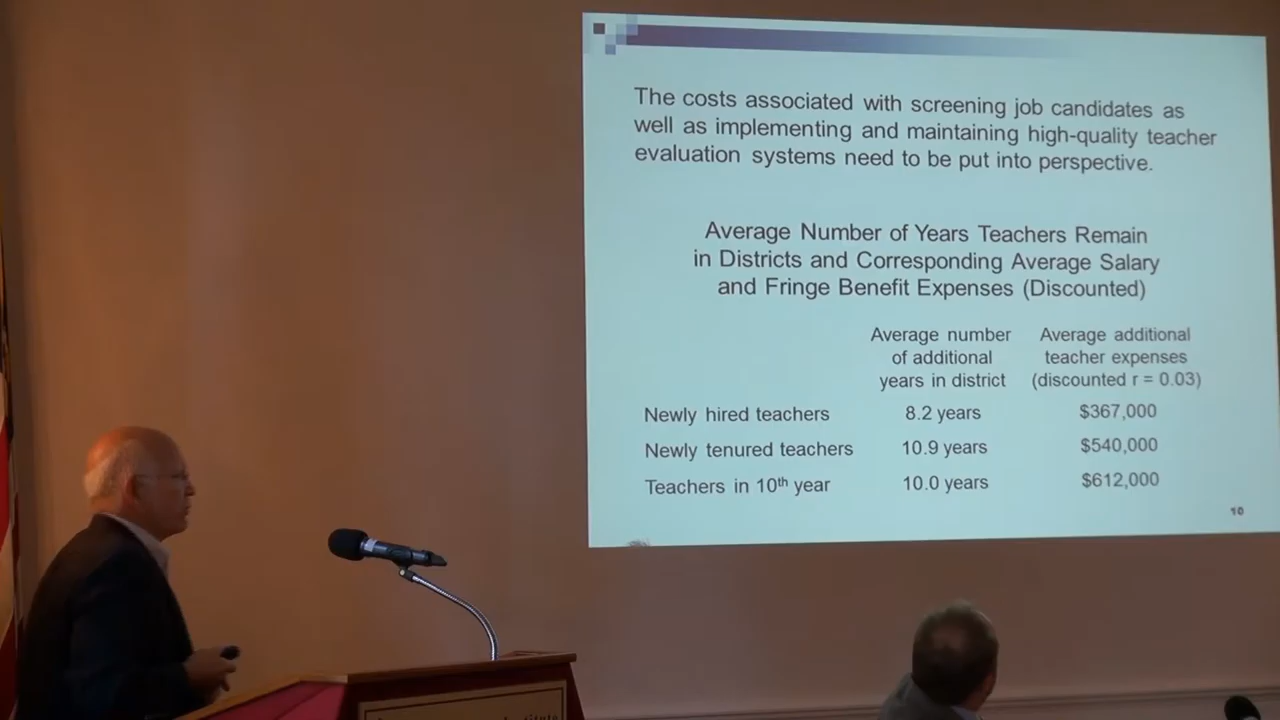 The costs associated with screening job candidates as
well as implementing and maintaining high-quality teacher
evaluation systems need to be put into perspective.
Average Number of Years Teachers Remain
in Districts and Corresponding Average Salary
and Fringe Benefit Expenses (Discounted)
Average number
of additional
years in district
Average additional
teacher expenses
(discounted r = 0.03)
Newly hired teachers 8.2 years $367,000
Newly tenured teachers 10.9 years $540,000
Teachers in 10th year 10.0 years $612,000
10